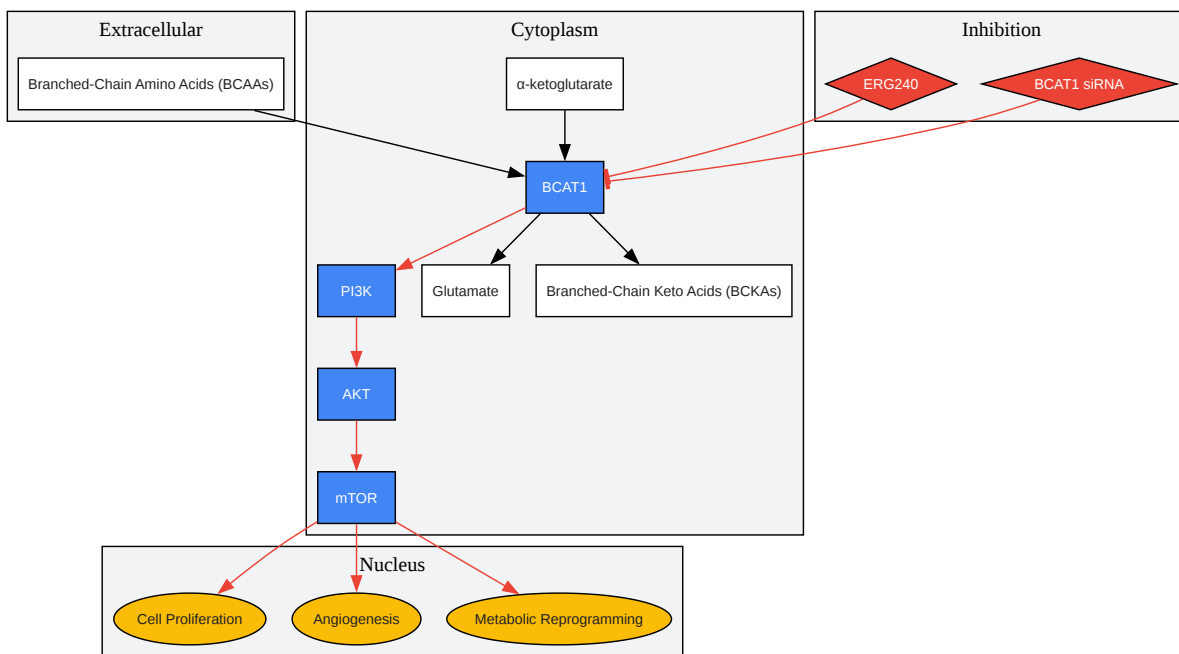 Extracellular
Cytoplasm
Inhibition
Branched-Chain Amino Acids (BCAAs)
α-ketoglutarate
ERG240
BCAT1 siRNA
BCAT1
PI3K
Glutamate
Branched-Chain Keto Acids (BCKAs)
AKT
mTOR
Nucleus
Cell Proliferation
Angiogenesis
Metabolic Reprogramming